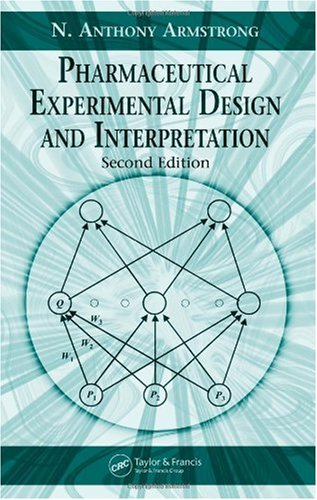 N. Anthony Armstrong
Pharmaceutical
Experimental Design
and Interpretation
Second Edition
Q
W3
W2
W1
P1
P2
P3
CRC
Taylor & Francis
Taylor & Francis Group